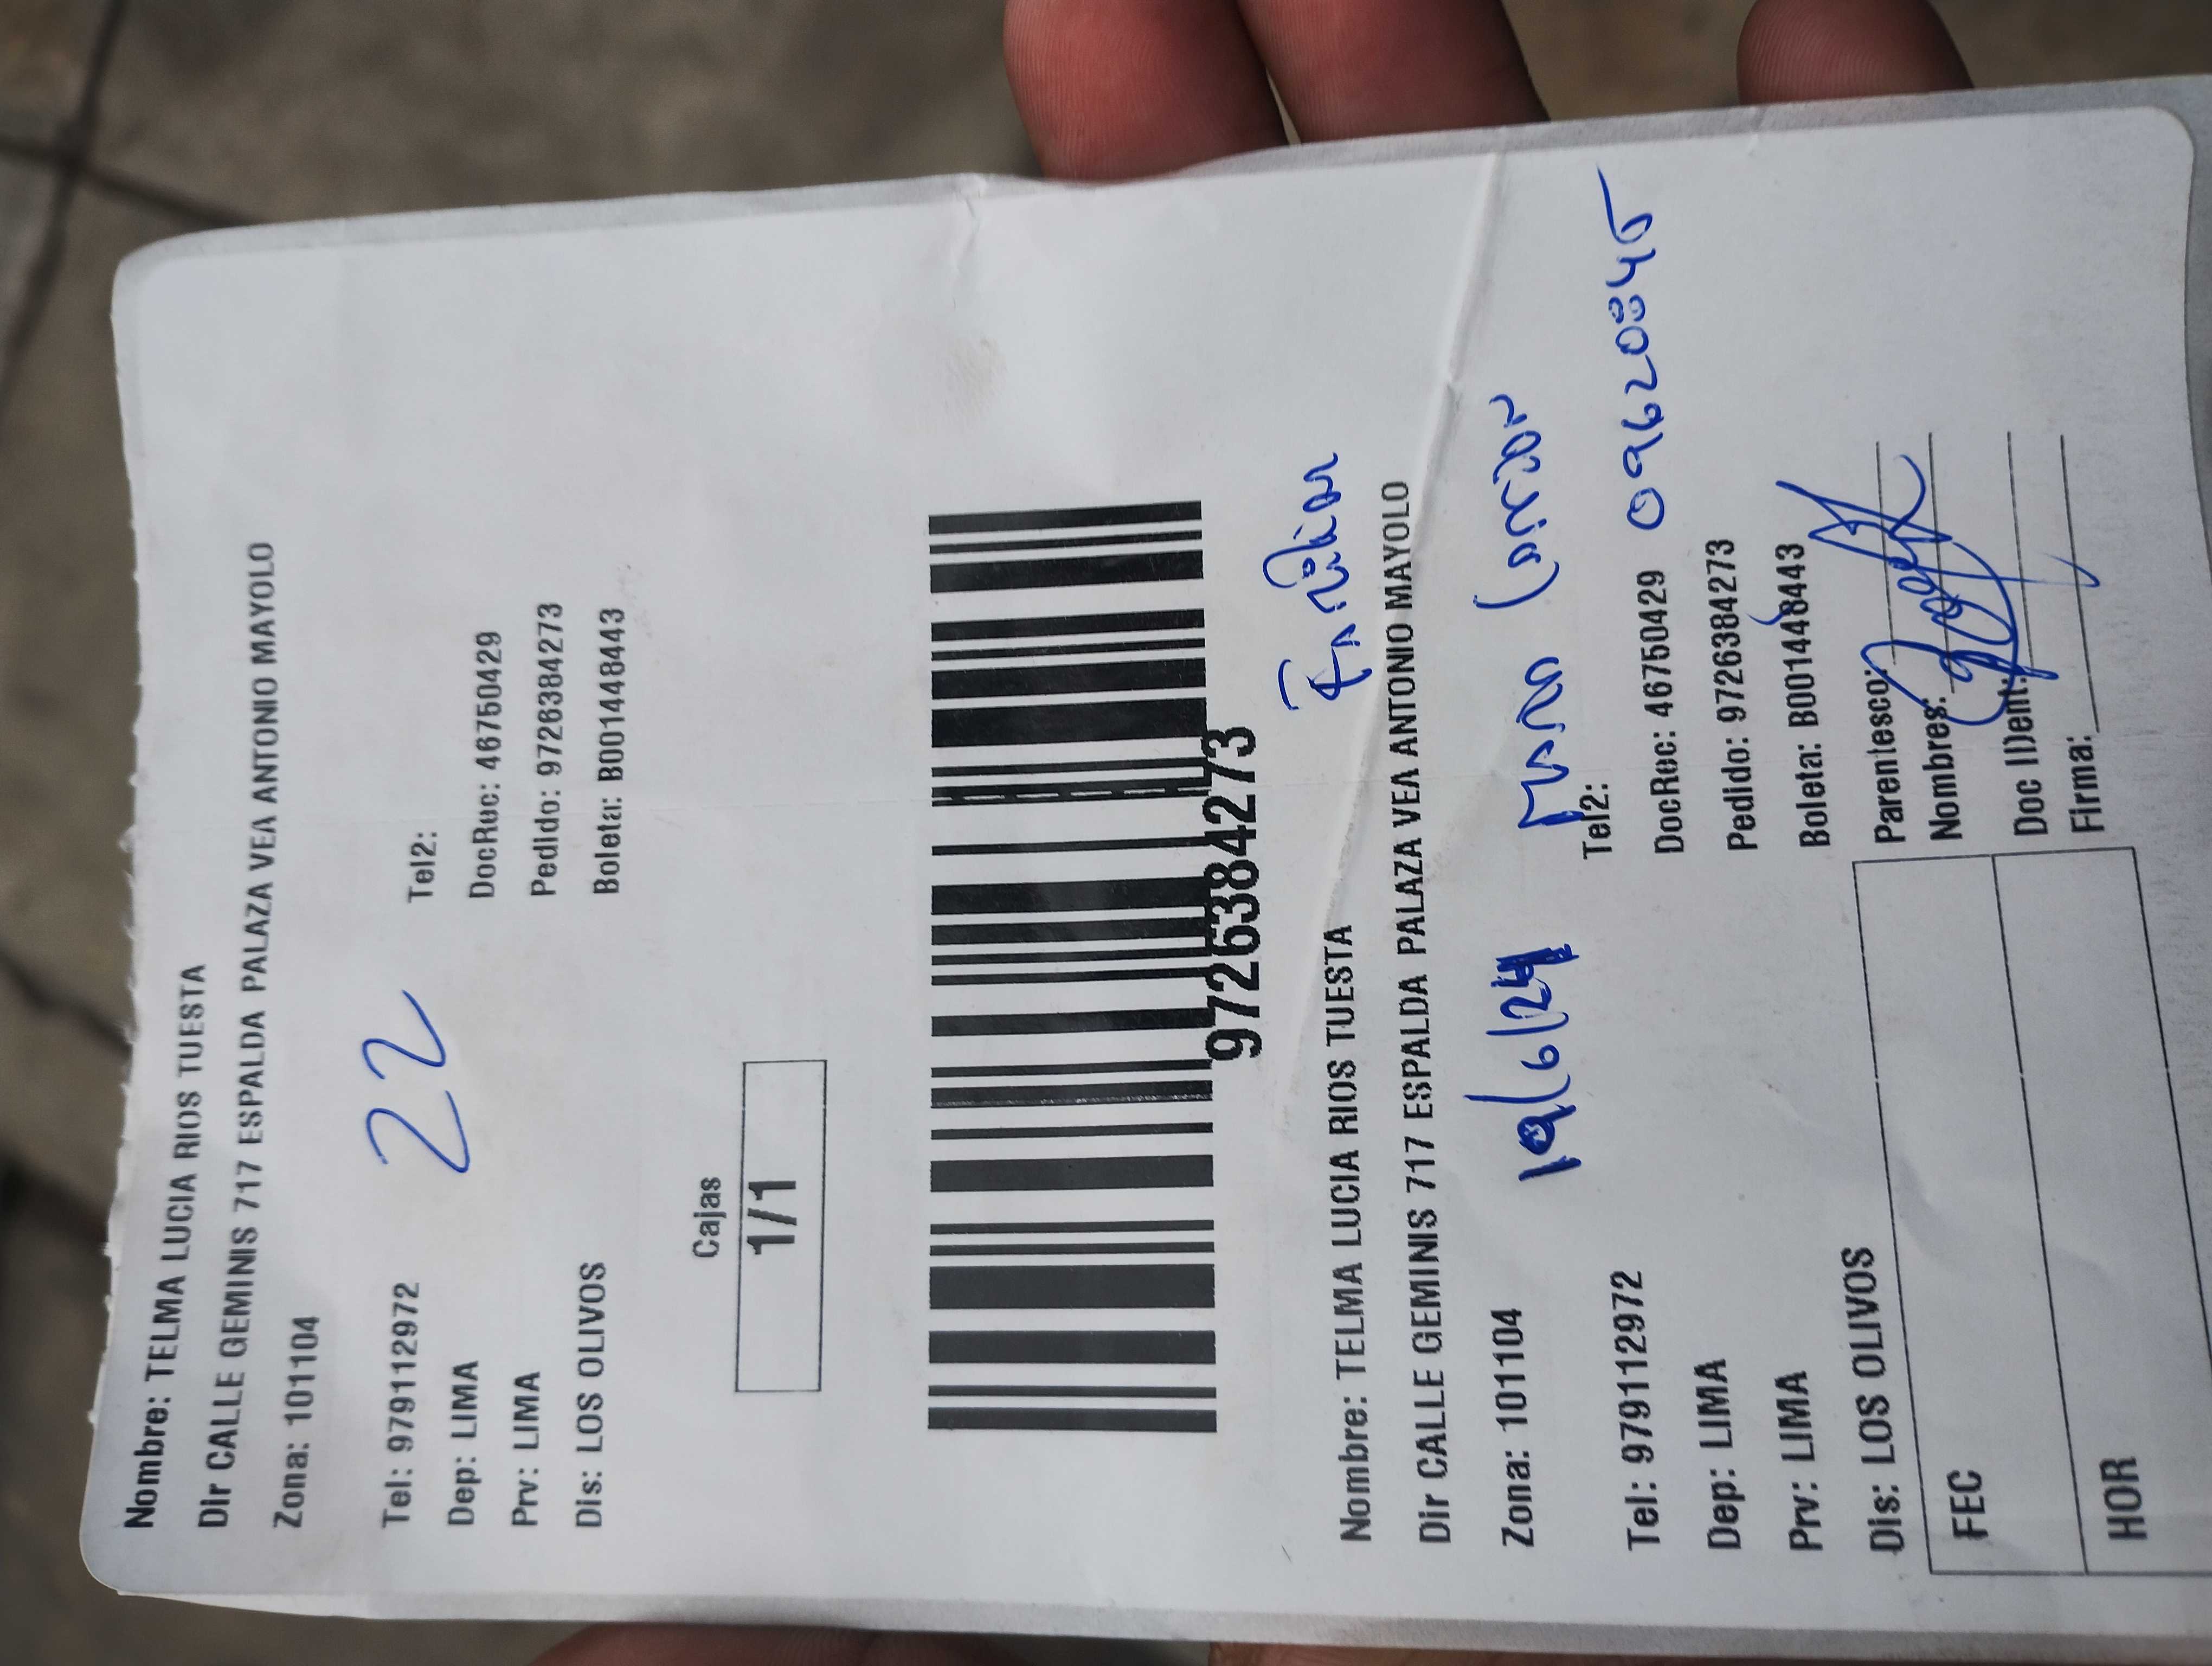 Nombre: TELMA LUCIA RIOS TUESTA
Dir CALLE GEMINIS 717 ESPALDA PALAZA VEA ANTONIO MAYOLO
Zona: 101104
22
Tel: 979112972 Tel2:
Dep: LIMA DocRec: 46750429
Prv: LIMA Pedido: 9726384273
Dis: LOS OLIVOS Boleta: B001448443
Cajas
1/1
9726384273
Nombre: TELMA LUCIA RIOS TUESTA
Dir CALLE GEMINIS 717 ESPALDA PALAZA VEA ANTONIO MAYOLO
Zona: 101104 19/6/24
Tel: 979112972 Tel2: 09620845
Dep: LIMA DocRec: 46750429
Prv: LIMA Pedido: 9726384273
Dis: LOS OLIVOS Boleta: B001448443
FEC Parentesco:
Nombres:
HOR Doc IDent:
Firma: